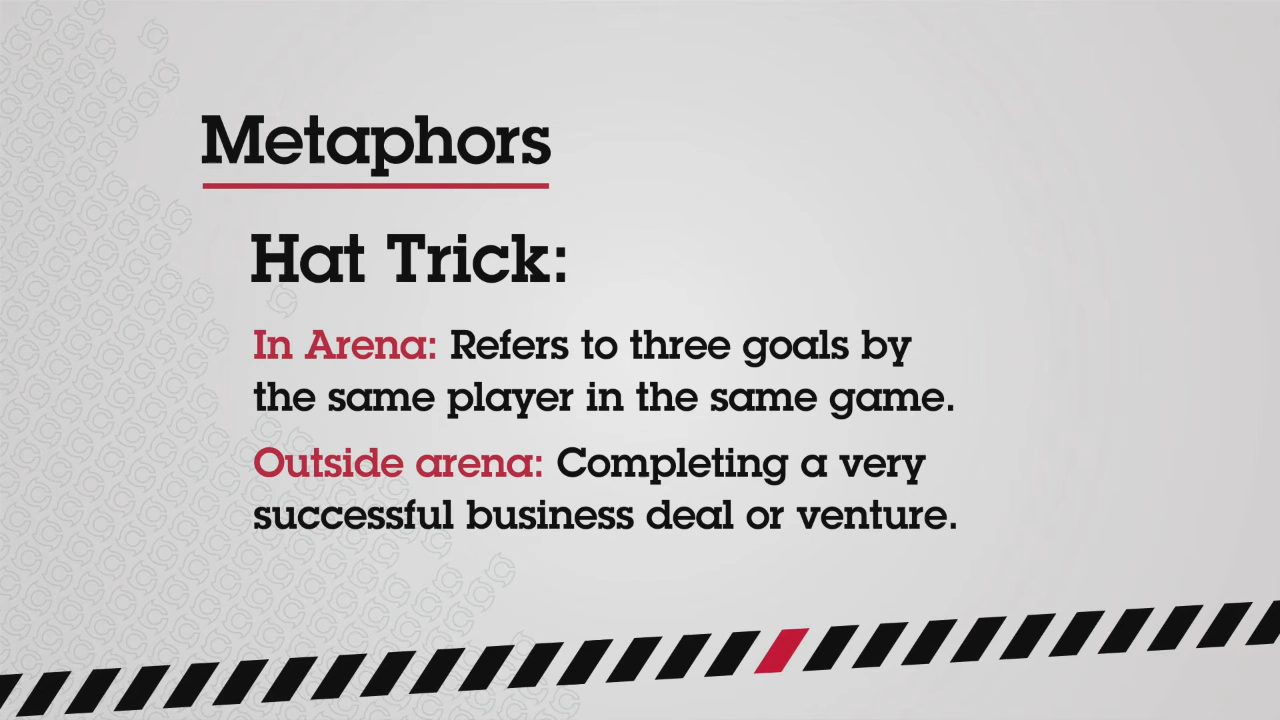 Metaphors
Hat Trick:
In Arena: Refers to three goals by
the same player in the same game.
Outside arena: Completing a very
successful business deal or venture.